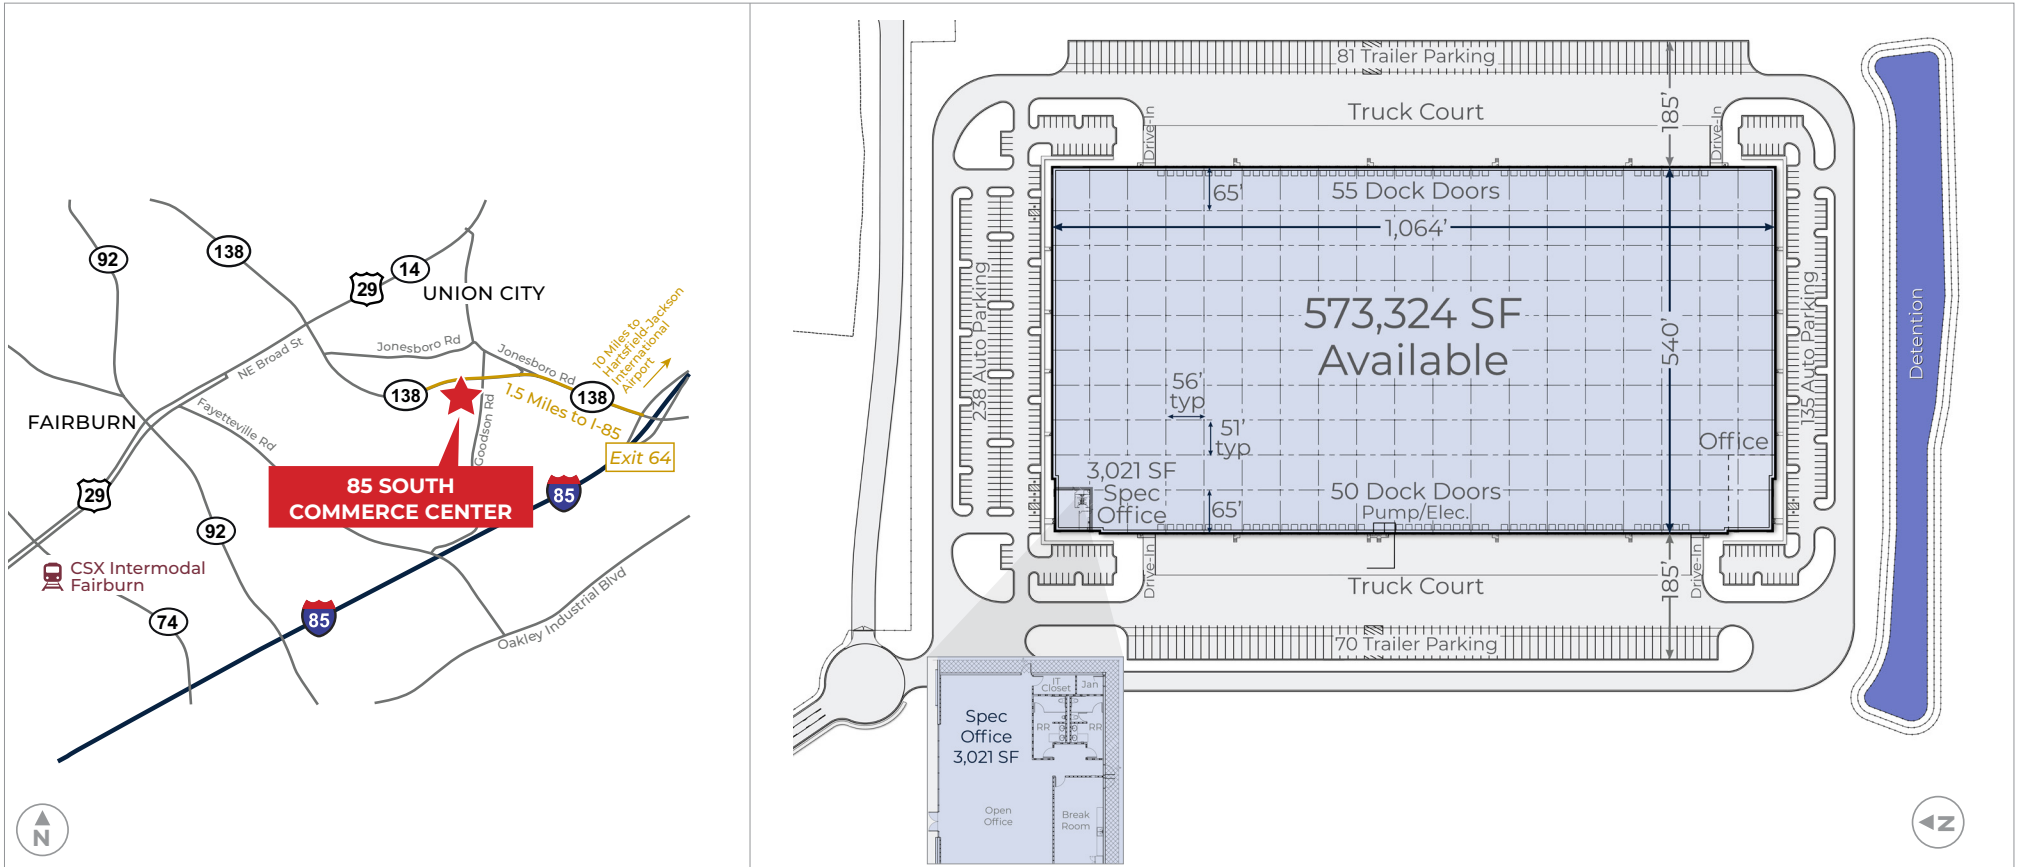 92
138
29
14
UNION CITY
NE Broad St
Jonesboro Rd
Jonesboro Rd
10 Miles to
Hartsfield-Jackson
International
Airport
138
138
1.5 Miles to I-85
FAIRBURN
Fayetteville Rd
Goodson Rd
Exit 64
85 SOUTH
COMMERCE CENTER
85
29
92
CSX Intermodal
Fairburn
74
85
Oakley Industrial Blvd
N
81 Trailer Parking
Truck Court
185'
Drive-In
Drive-In
65'
55 Dock Doors
1,064'
573,324 SF
Available
540'
238 Auto Parking
135 Auto Parking
Detention
56'
typ
51'
typ
Office
3,021 SF
Spec
Office
65'
50 Dock Doors
Pump/Elec.
Drive-In
Drive-In
Truck Court
185'
70 Trailer Parking
IT
Closet
Jan
RR
RR
Spec
Office
3,021 SF
Open
Office
Break
Room
N